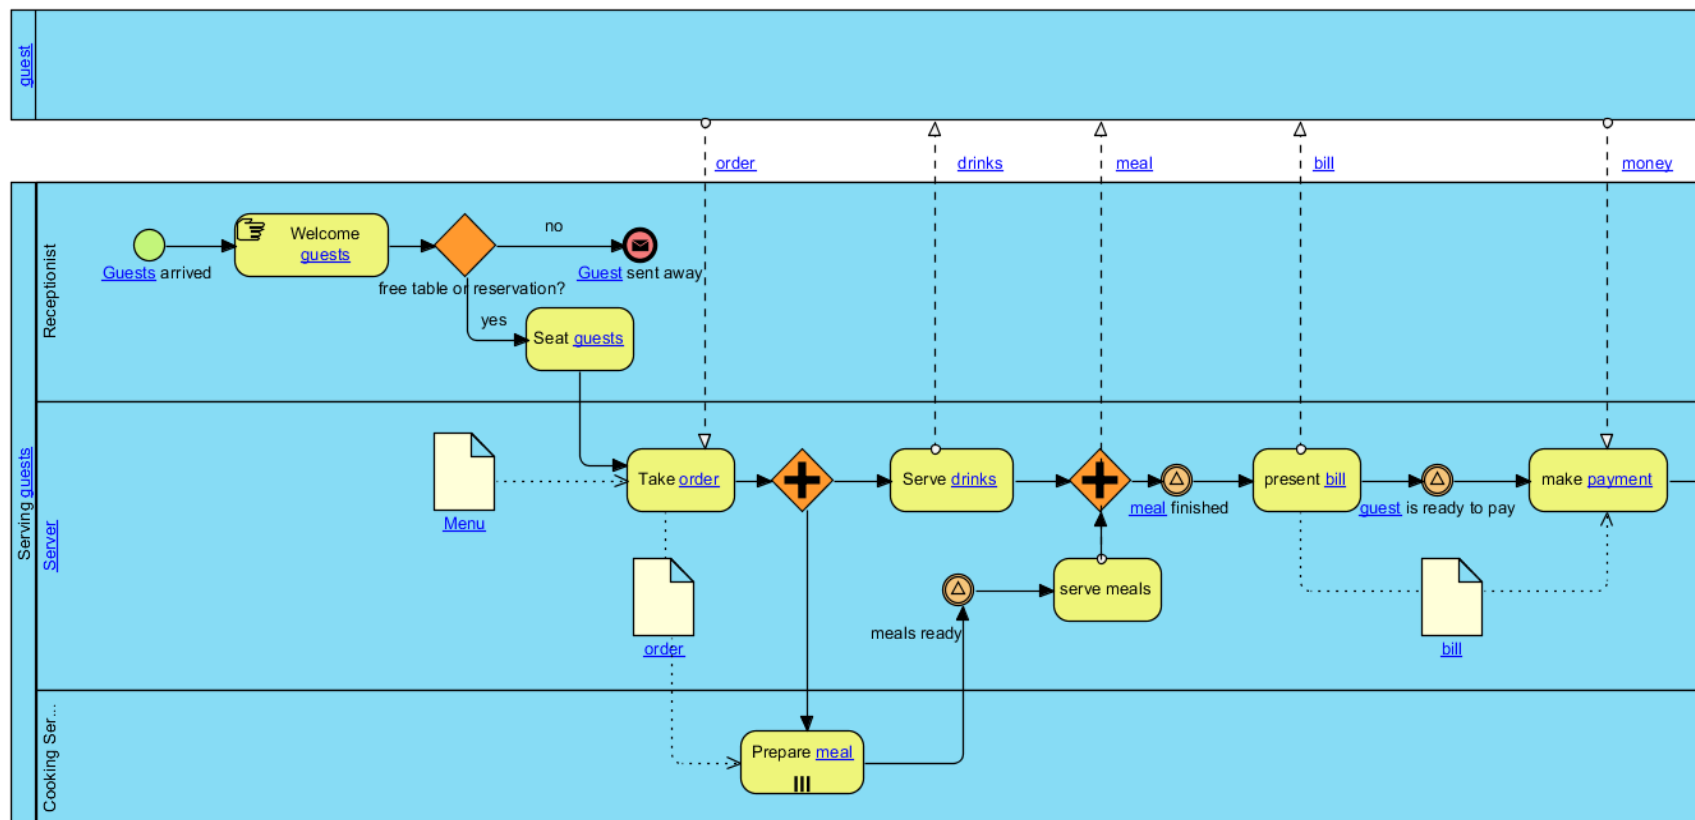 guest
order
drinks
meal
bill
money
Serving guests
Receptionist
Guests arrived
Welcome
guests
free table or reservation?
no
Guest sent away
yes
Seat guests
Server
Menu
Take order
order
Serve drinks
meal finished
present bill
guest is ready to pay
make payment
meals ready
serve meals
bill
Cooking Ser...
Prepare meal